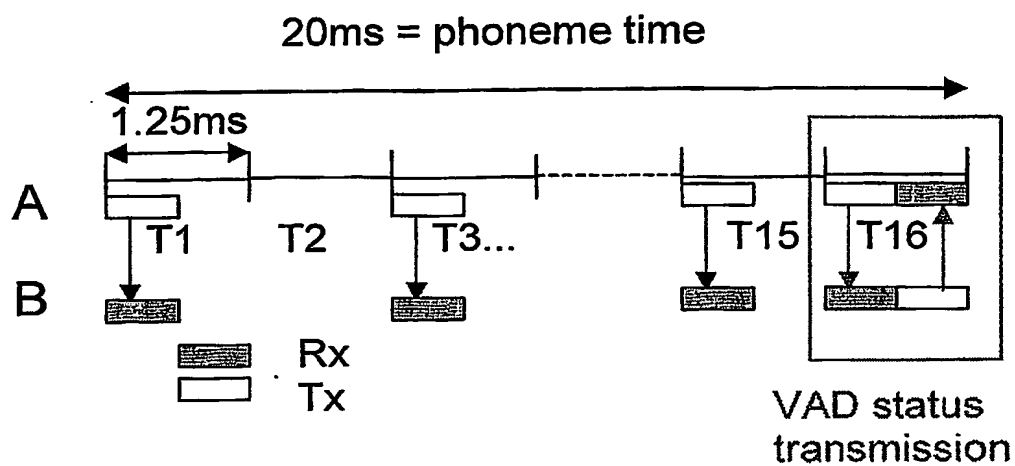 20ms = phoneme time
1.25ms
A
T1 T2 T3... T15 T16
B
Rx
Tx
VAD status
transmission